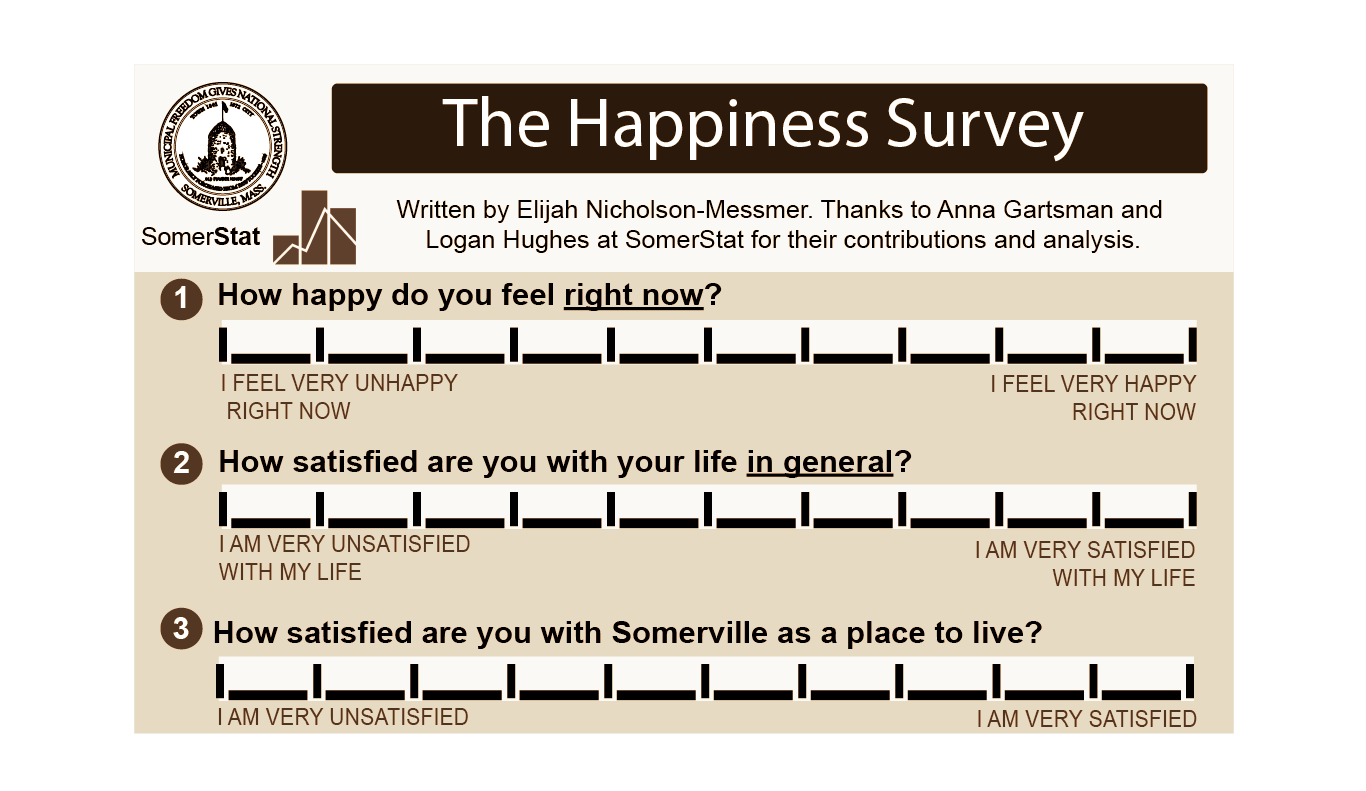 MUNICIPAL FREEDOM GIVES NATIONAL STRENGTH
SOMERVILLE, MASS.
SomerStat
The Happiness Survey
Written by Elijah Nicholson-Messmer. Thanks to Anna Gartsman and
Logan Hughes at SomerStat for their contributions and analysis.
1 How happy do you feel right now?
I FEEL VERY UNHAPPY
RIGHT NOW
I FEEL VERY HAPPY
RIGHT NOW
2 How satisfied are you with your life in general?
I AM VERY UNSATISFIED
WITH MY LIFE
I AM VERY SATISFIED
WITH MY LIFE
3 How satisfied are you with Somerville as a place to live?
I AM VERY UNSATISFIED
I AM VERY SATISFIED